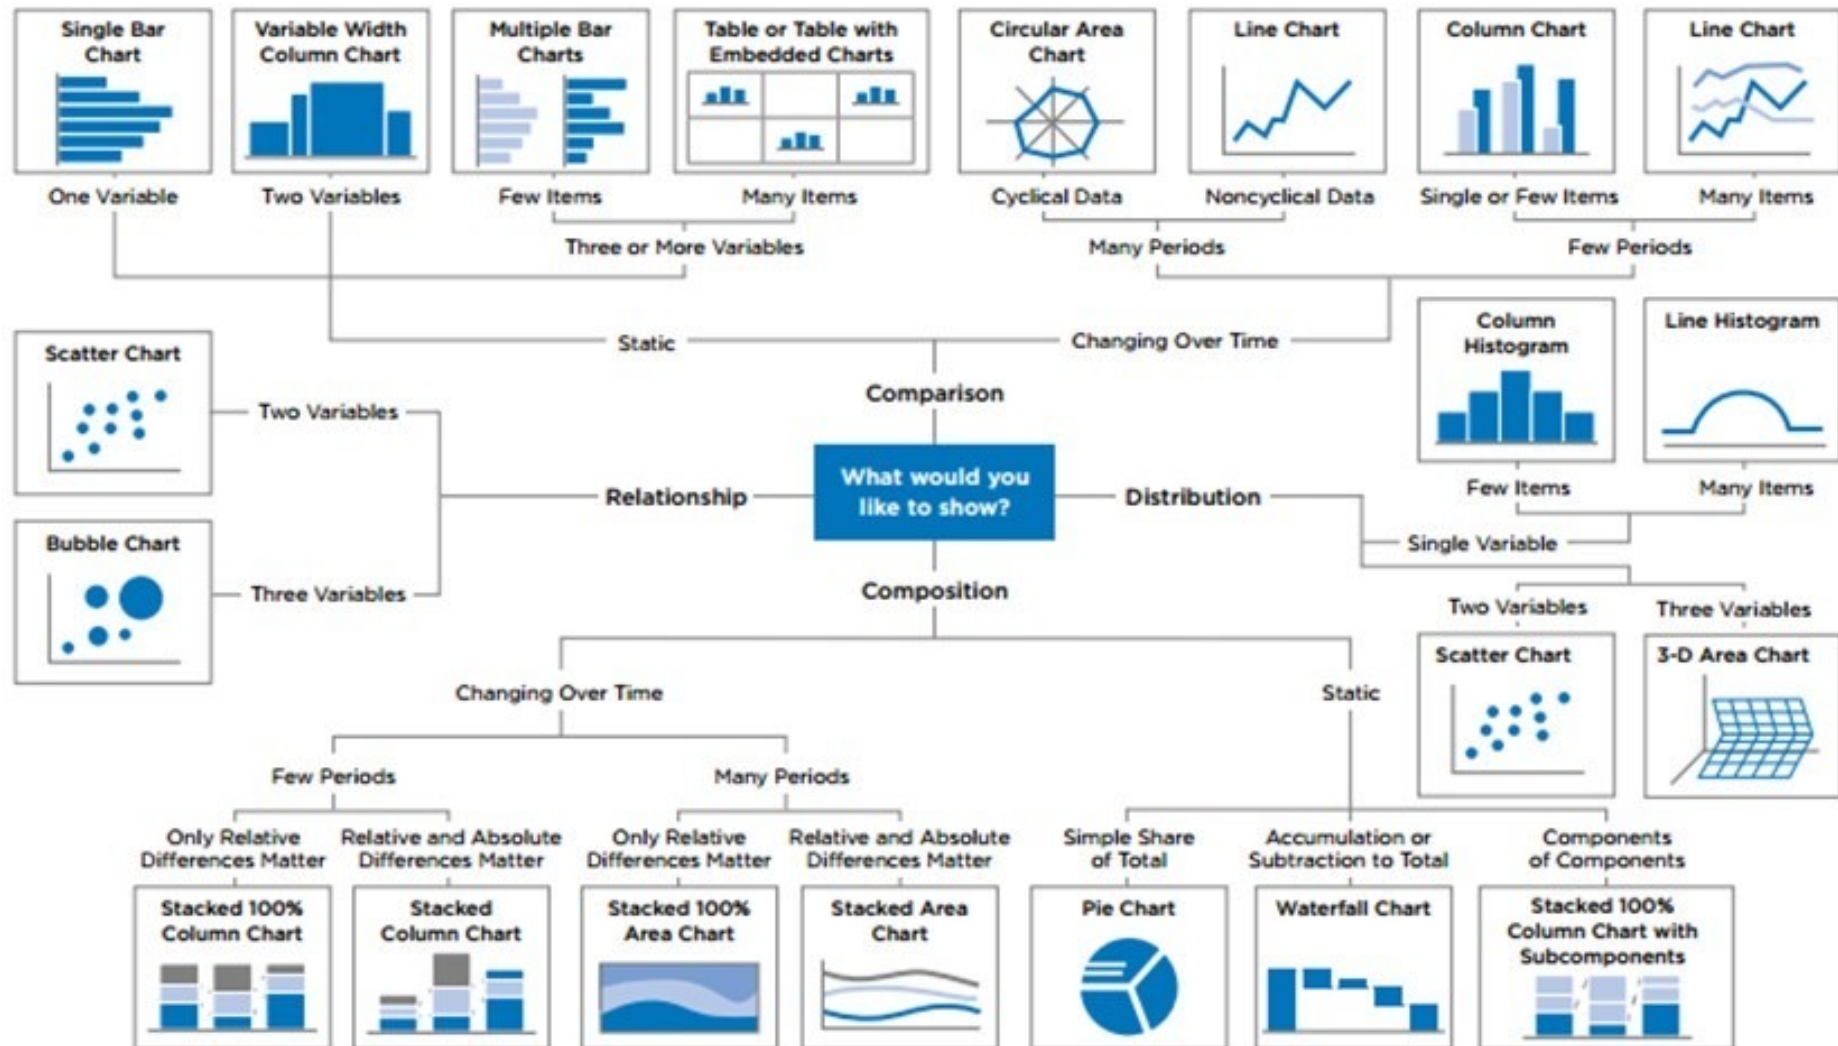 Single Bar
Chart
Variable Width
Column Chart
Multiple Bar
Charts
Table or Table with
Embedded Charts
Circular Area
Chart
Line Chart
Column Chart
Line Chart
One Variable
Two Variables
Few Items
Many Items
Cyclical Data
Noncyclical Data
Single or Few Items
Many Items
Three or More Variables
Many Periods
Few Periods
Static
Changing Over Time
Comparison
Scatter Chart
Two Variables
Bubble Chart
Three Variables
Relationship
What would you
like to show?
Distribution
Column
Histogram
Line Histogram
Few Items
Many Items
Single Variable
Two Variables
Three Variables
Scatter Chart
3-D Area Chart
Composition
Changing Over Time
Static
Few Periods
Many Periods
Only Relative
Differences Matter
Relative and Absolute
Differences Matter
Only Relative
Differences Matter
Relative and Absolute
Differences Matter
Simple Share
of Total
Accumulation or
Subtraction to Total
Components
of Components
Stacked 100%
Column Chart
Stacked
Column Chart
Stacked 100%
Area Chart
Stacked Area
Chart
Pie Chart
Waterfall Chart
Stacked 100%
Column Chart with
Subcomponents